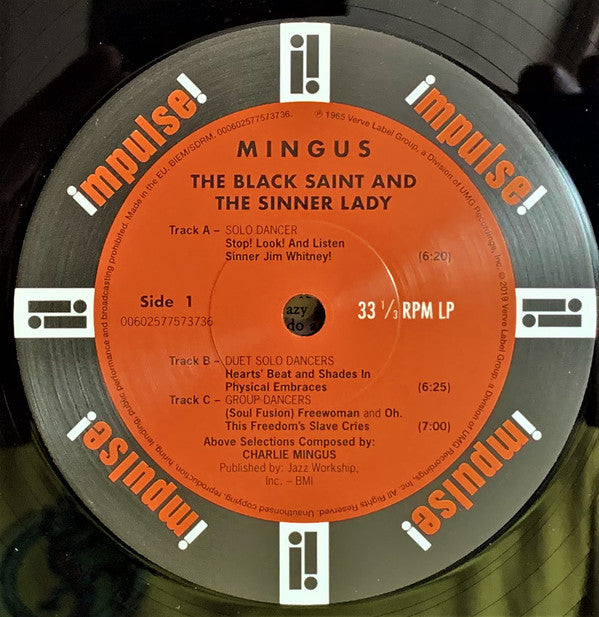 impulse!
impulse!
impulse!
impulse!
Made in the EU. BIEM/SDRM. 00060257757​3736.
℗ 1965 Verve Label Group, a Division of UMG Recordings, Inc. © 2019 Verve Label Group, a Division of UMG Recordings, Inc. All Rights Reserved. Unauthorised copying, reproduction, hiring, lending, public performance and broadcasting prohibited.
MINGUS
THE BLACK SAINT AND
THE SINNER LADY
Track A – SOLO DANCER
Stop! Look! And Listen
Sinner Jim Whitney! (6:20)
Side 1
00602577573736
33 1/3 RPM LP
azy
do a
Track B – DUET SOLO DANCERS
Hearts' Beat and Shades In
Physical Embraces (6:25)
Track C – GROUP DANCERS
(Soul Fusion) Freewoman and Oh.
This Freedom's Slave Cries (7:00)
Above Selections Composed by:
CHARLIE MINGUS
Published by: Jazz Workship,
Inc. – BMI